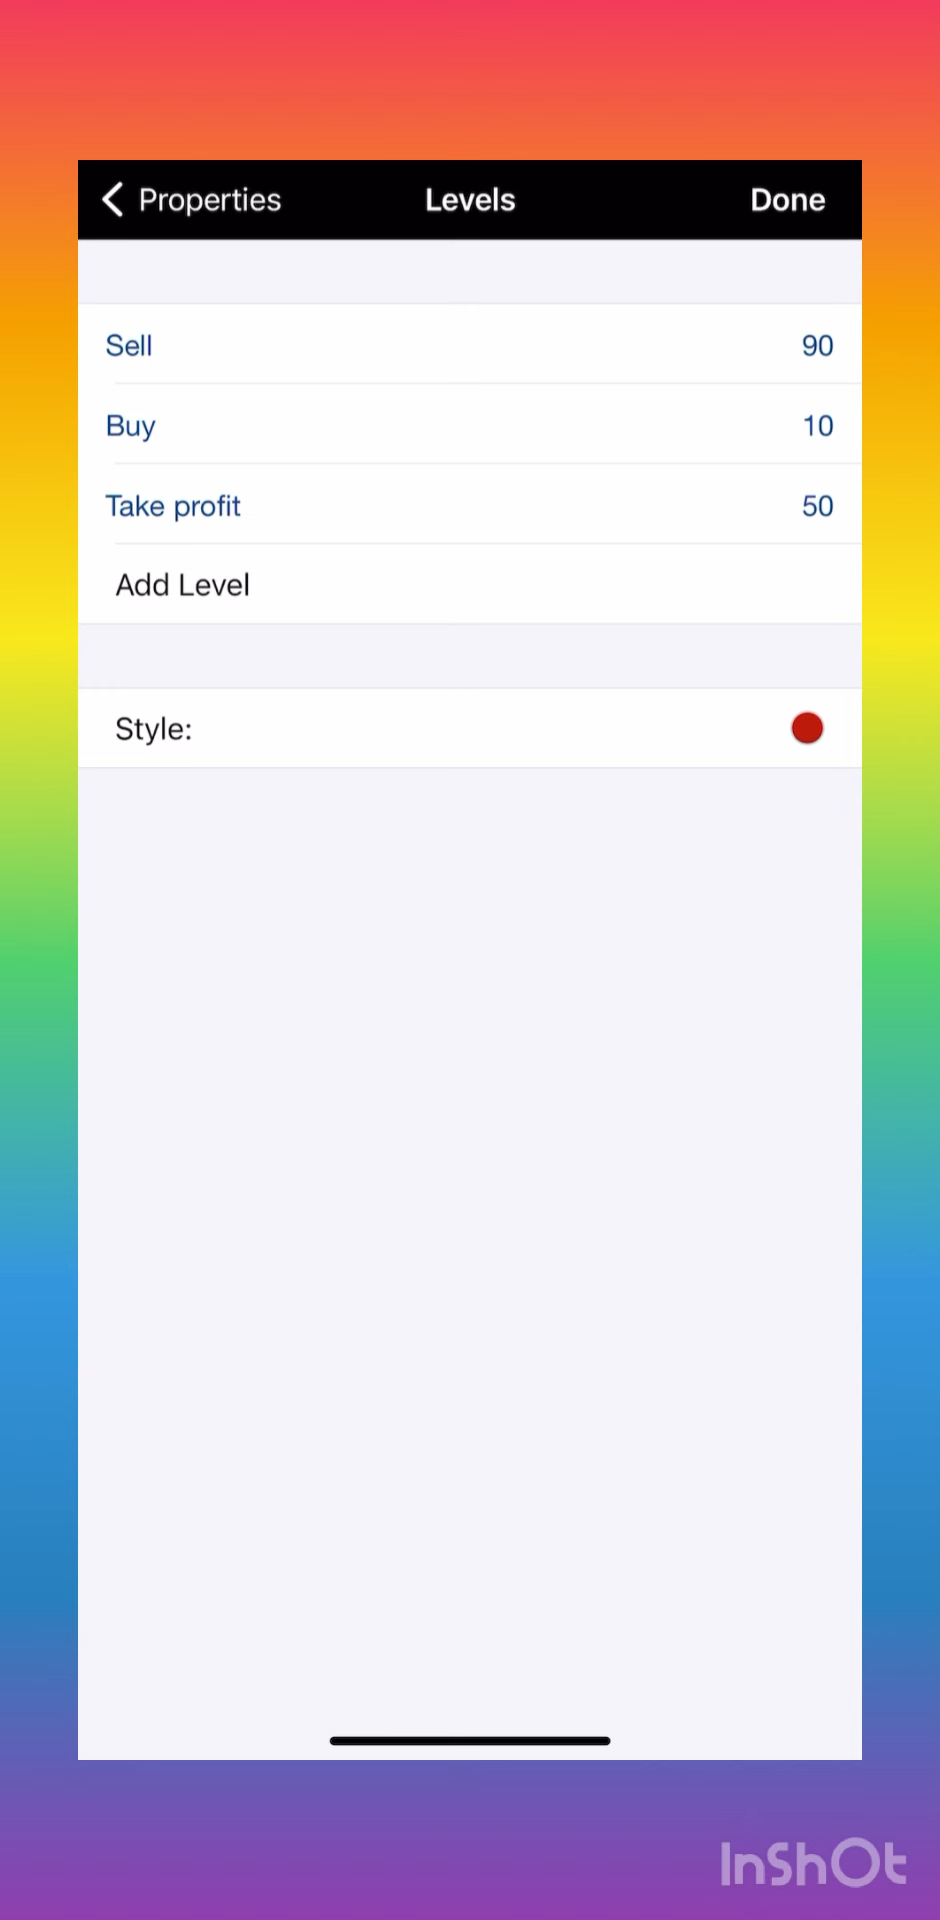 Properties
Levels
Done
Sell 90
Buy 10
Take profit 50
Add Level
Style:
InShOt